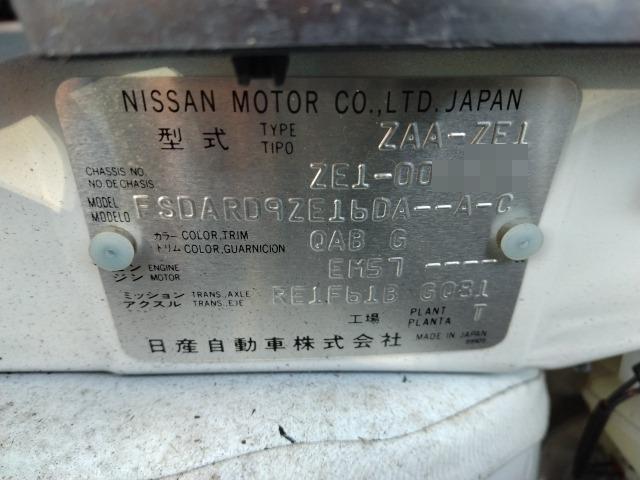 NISSAN MOTOR CO.,LTD.JAPAN
型式 TYPE TIPO ZAA-ZE1
CHASSIS NO. NO.DE CHASIS ZE1-00
MODEL MODELO FSDARD9ZE16DA--A-C
カラー COLOR,TRIM トリム COLOR,GUARNICION QAB G
ジン ENGINE MOTOR EM57 ----
ミッション TRANS.,AXLE アクスル TRANS.,EJE RE1F61B G081
工場 PLANT PLANTA T
日産自動車株式会社 MADE IN JAPAN